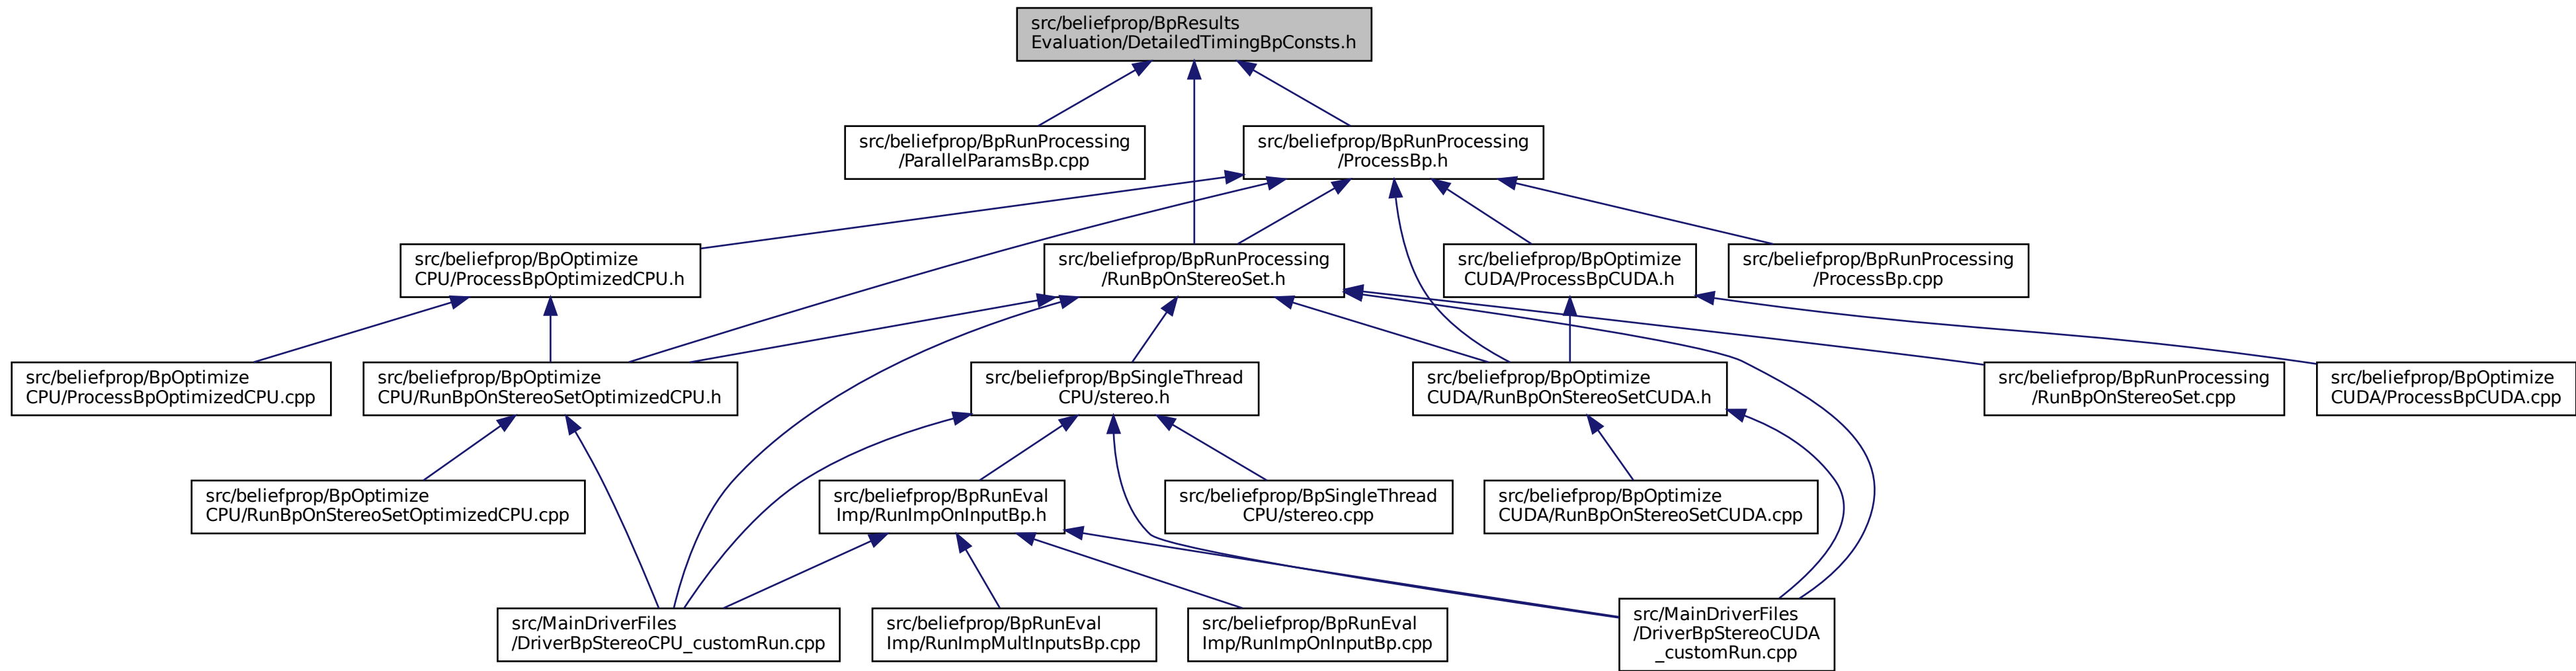 src/beliefprop/BpResults
Evaluation/DetailedTimingBpConsts.h
src/beliefprop/BpRunProcessing
/ParallelParamsBp.cpp
src/beliefprop/BpRunProcessing
/ProcessBp.h
src/beliefprop/BpOptimize
CPU/ProcessBpOptimizedCPU.h
src/beliefprop/BpRunProcessing
/RunBpOnStereoSet.h
src/beliefprop/BpOptimize
CUDA/ProcessBpCUDA.h
src/beliefprop/BpRunProcessing
/ProcessBp.cpp
src/beliefprop/BpOptimize
CPU/ProcessBpOptimizedCPU.cpp
src/beliefprop/BpOptimize
CPU/RunBpOnStereoSetOptimizedCPU.h
src/beliefprop/BpSingleThread
CPU/stereo.h
src/beliefprop/BpOptimize
CUDA/RunBpOnStereoSetCUDA.h
src/beliefprop/BpRunProcessing
/RunBpOnStereoSet.cpp
src/beliefprop/BpOptimize
CUDA/ProcessBpCUDA.cpp
src/beliefprop/BpOptimize
CPU/RunBpOnStereoSetOptimizedCPU.cpp
src/beliefprop/BpRunEval
Imp/RunImpOnInputBp.h
src/beliefprop/BpSingleThread
CPU/stereo.cpp
src/beliefprop/BpOptimize
CUDA/RunBpOnStereoSetCUDA.cpp
src/MainDriverFiles
/DriverBpStereoCPU_customRun.cpp
src/beliefprop/BpRunEval
Imp/RunImpMultInputsBp.cpp
src/beliefprop/BpRunEval
Imp/RunImpOnInputBp.cpp
src/MainDriverFiles
/DriverBpStereoCUDA
_customRun.cpp